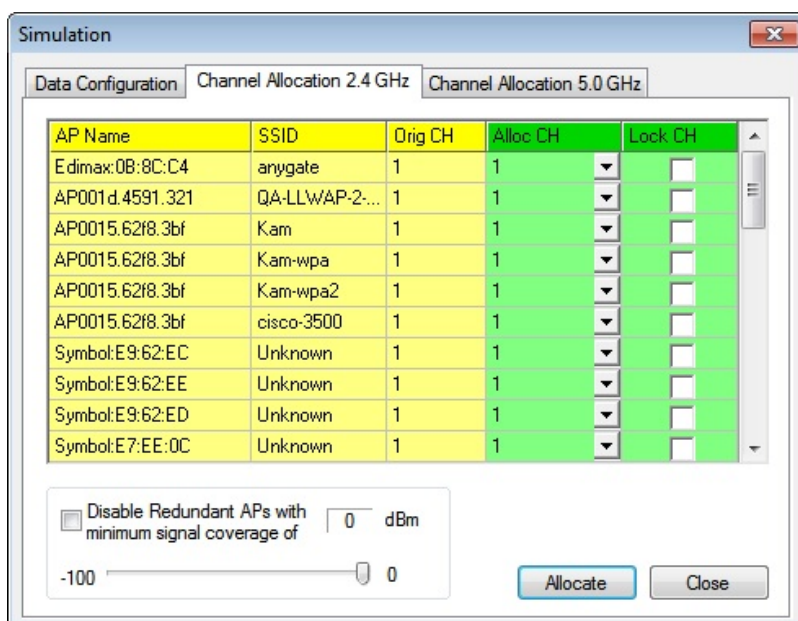 Simulation
Data Configuration Channel Allocation 2.4 GHz Channel Allocation 5.0 GHz
AP Name SSID Orig CH Alloc CH Lock CH
Edimax:0B:8C:C4 anygate 1 1
AP001d.4591.321 QA-LLWAP-2-... 1 1
AP0015.62f8.3bf Kam 1 1
AP0015.62f8.3bf Kam-wpa 1 1
AP0015.62f8.3bf Kam-wpa2 1 1
AP0015.62f8.3bf cisco-3500 1 1
Symbol:E9:62:EC Unknown 1 1
Symbol:E9:62:EE Unknown 1 1
Symbol:E9:62:ED Unknown 1 1
Symbol:E7:EE:0C Unknown 1 1
Disable Redundant APs with
minimum signal coverage of 0 dBm
-100 0
Allocate Close